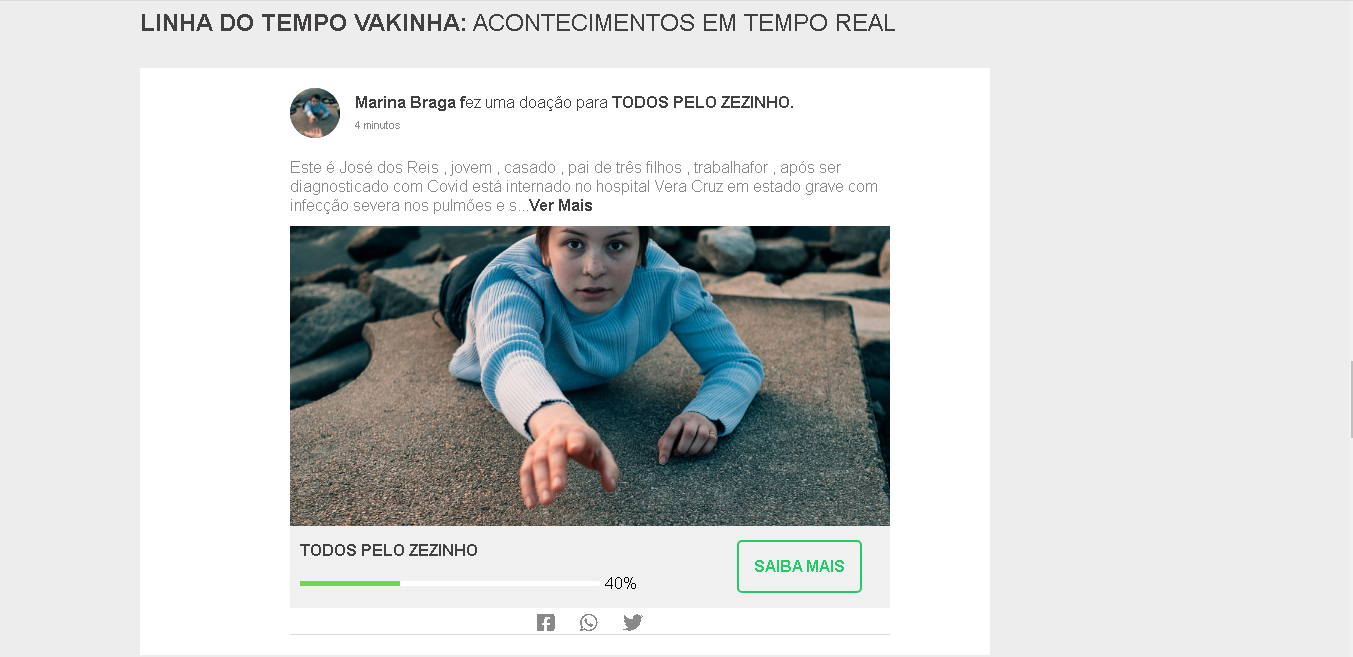 LINHA DO TEMPO VAKINHA: ACONTECIMENTOS EM TEMPO REAL
Marina Braga fez uma doação para TODOS PELO ZEZINHO.
4 minutos
Este é José dos Reis , jovem , casado , pai de três filhos , trabalhafor , após ser
diagnosticado com Covid está internado no hospital Vera Cruz em estado grave com
infecção severa nos pulmões e s...Ver Mais
TODOS PELO ZEZINHO
40%
SAIBA MAIS